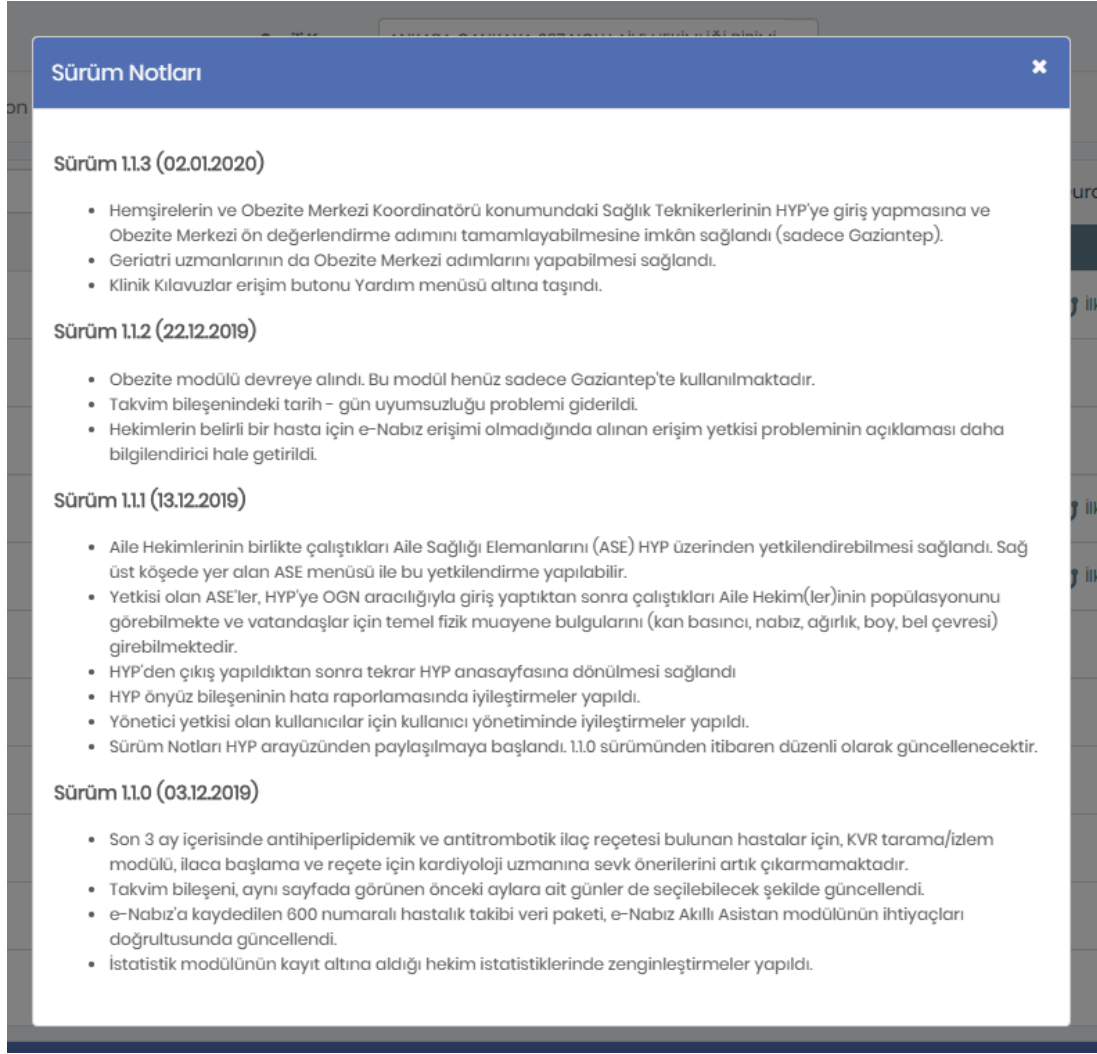 Sürüm Notları
Sürüm 1.1.3 (02.01.2020)
Hemşirelerin ve Obezite Merkezi Koordinatörü konumundaki Sağlık Teknikerlerinin HYP'ye giriş yapmasına ve
Obezite Merkezi ön değerlendirme adımını tamamlayabilmesine imkân sağlandı (sadece Gaziantep).
Geriatri uzmanlarının da Obezite Merkezi adımlarını yapabilmesi sağlandı.
Klinik Kılavuzlar erişim butonu Yardım menüsü altına taşındı.
Sürüm 1.1.2 (22.12.2019)
Obezite modülü devreye alındı. Bu modül henüz sadece Gaziantep'te kullanılmaktadır.
Takvim bileşenindeki tarih - gün uyumsuzluğu problemi giderildi.
Hekimlerin belirli bir hasta için e-Nabız erişimi olmadığında alınan erişim yetkisi probleminin açıklaması daha
bilgilendirici hale getirildi.
Sürüm 1.1.1 (13.12.2019)
Aile Hekimlerinin birlikte çalıştıkları Aile Sağlığı Elemanlarını (ASE) HYP üzerinden yetkilendirebilmesi sağlandı. Sağ
üst köşede yer alan ASE menüsü ile bu yetkilendirme yapılabilir.
Yetkisi olan ASE'ler, HYP'ye OGN aracılığıyla giriş yaptıktan sonra çalıştıkları Aile Hekim(ler)inin popülasyonunu
görebilmekte ve vatandaşlar için temel fizik muayene bulgularını (kan basıncı, nabız, ağırlık, boy, bel çevresi)
girebilmektedir.
HYP'den çıkış yapıldıktan sonra tekrar HYP anasayfasına dönülmesi sağlandı
HYP önyüz bileşeninin hata raporlamasında iyileştirmeler yapıldı.
Yönetici yetkisi olan kullanıcılar için kullanıcı yönetiminde iyileştirmeler yapıldı.
Sürüm Notları HYP arayüzünden paylaşılmaya başlandı. 1.1.0 sürümünden itibaren düzenli olarak güncellenecektir.
Sürüm 1.1.0 (03.12.2019)
Son 3 ay içerisinde antihiperlipidemik ve antitrombotik ilaç reçetesi bulunan hastalar için, KVR tarama/izlem
modülü, ilaca başlama ve reçete için kardiyoloji uzmanına sevk önerilerini artık çıkarmamaktadır.
Takvim bileşeni, aynı sayfada görünen önceki aylara ait günler de seçilebilecek şekilde güncellendi.
e-Nabız'a kaydedilen 600 numaralı hastalık takibi veri paketi, e-Nabız Akıllı Asistan modülünün ihtiyaçları
doğrultusunda güncellendi.
İstatistik modülünün kayıt altına aldığı hekim istatistiklerinde zenginleştirmeler yapıldı.